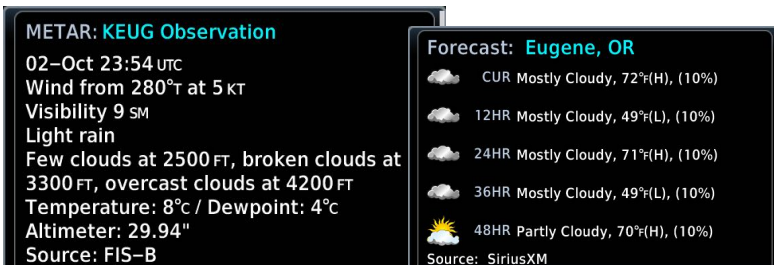 METAR: KEUG Observation
02-Oct 23:54 UTC
Wind from 280°T at 5 KT
Visibility 9 SM
Light rain
Few clouds at 2500 FT, broken clouds at
3300 FT, overcast clouds at 4200 FT
Temperature: 8°C / Dewpoint: 4°C
Altimeter: 29.94"
Source: FIS-B
Forecast: Eugene, OR
CUR Mostly Cloudy, 72°F(H), (10%)
12HR Mostly Cloudy, 49°F(L), (10%)
24HR Mostly Cloudy, 71°F(H), (10%)
36HR Mostly Cloudy, 49°F(L), (10%)
48HR Partly Cloudy, 70°F(H), (10%)
Source: SiriusXM